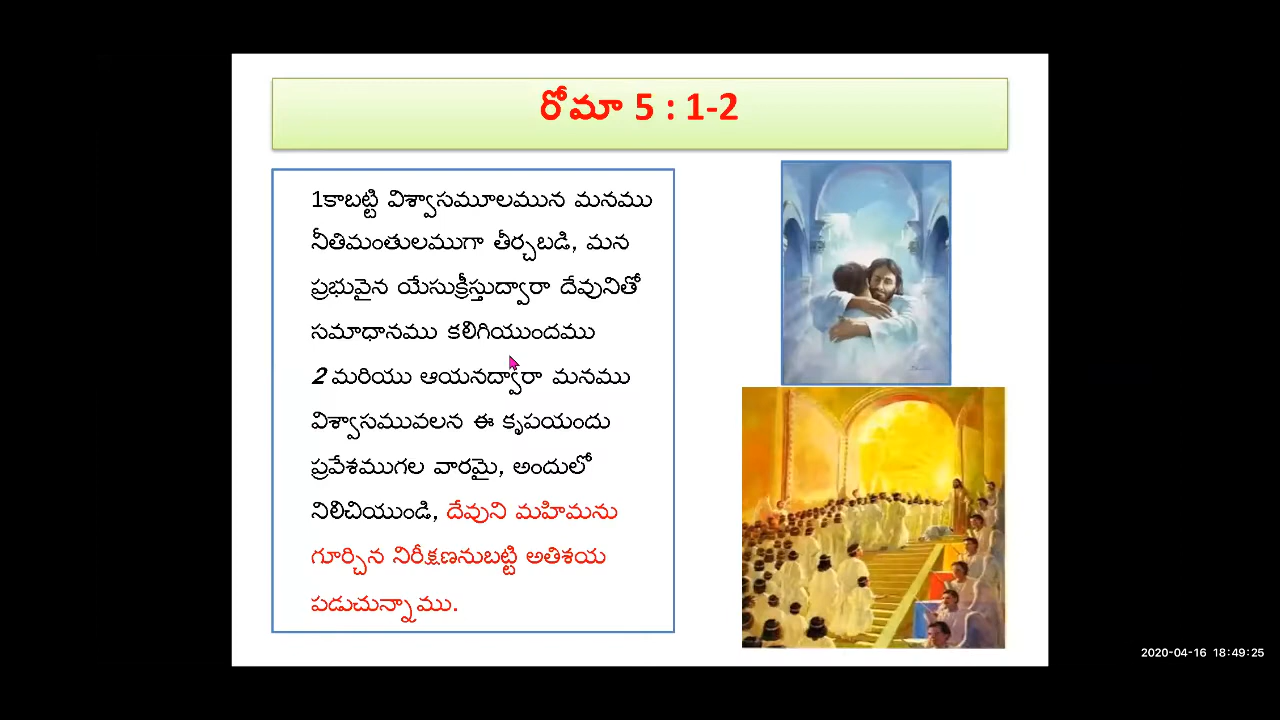 రోమా 5 : 1-2
1కాబట్టి విశ్వాసమూలమున మనము
నీతిమంతులముగా తీర్చబడి, మన
ప్రభువైన యేసుక్రీస్తుద్వారా దేవునితో
సమాధానము కలిగియుందము
2 మరియు ఆయనద్వారా మనము
విశ్వాసమువలన ఈ కృపయందు
ప్రవేశముగల వారమై, అందులో
నిలిచియుండి, దేవుని మహిమను
గూర్చిన నిరీక్షణనుబట్టి అతిశయ
పడుచున్నాము.
2020-04-16 18:49:25